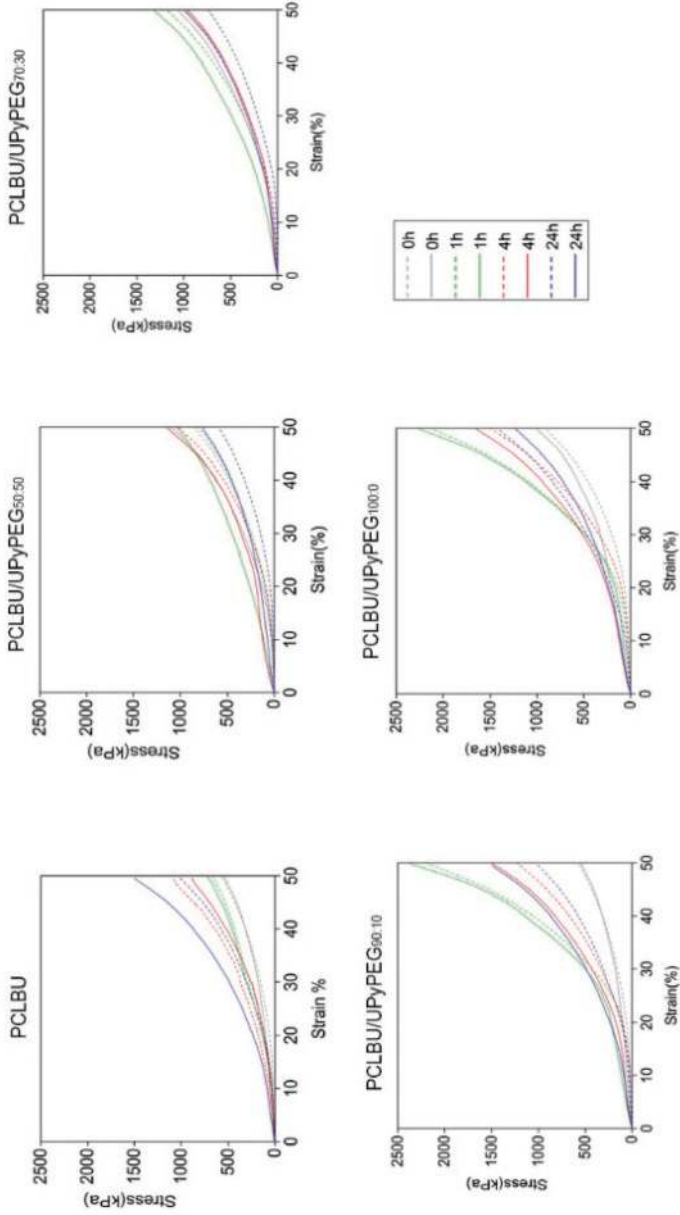 PCLBU
2500
2000
1500
1000
500
0
Stress(kPa)
0 10 20 30 40 50
Strain %
PCLBU/UPyPEG50:50
2500
2000
1500
1000
500
0
Stress(kPa)
0 10 20 30 40 50
Strain(%)
PCLBU/UPyPEG70:30
2500
2000
1500
1000
500
0
Stress(kPa)
0 10 20 30 40 50
Strain(%)
PCLBU/UPyPEG90:10
2500
2000
1500
1000
500
0
Stress(kPa)
0 10 20 30 40 50
Strain(%)
PCLBU/UPyPEG100:0
2500
2000
1500
1000
500
0
Stress(kPa)
0 10 20 30 40 50
Strain(%)
0h
0h
1h
1h
4h
4h
24h
24h